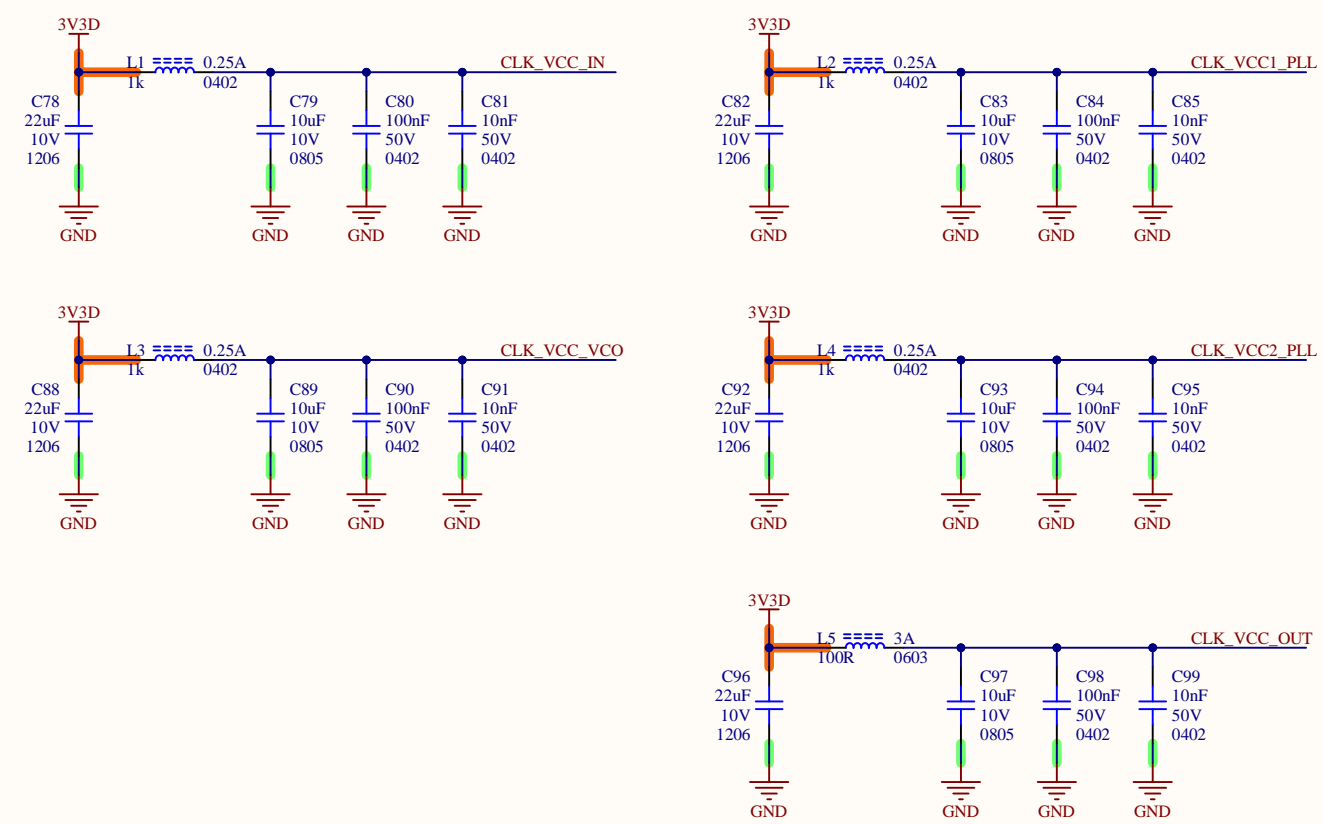 3V3D
L1 0.25A
1k 0402
CLK_VCC_IN
C78
22uF
10V
1206
C79
10uF
10V
0805
C80
100nF
50V
0402
C81
10nF
50V
0402
GND GND GND GND
3V3D
L2 0.25A
1k 0402
CLK_VCC1_PLL
C82
22uF
10V
1206
C83
10uF
10V
0805
C84
100nF
50V
0402
C85
10nF
50V
0402
GND GND GND GND
3V3D
L3 0.25A
1k 0402
CLK_VCC_VCO
C88
22uF
10V
1206
C89
10uF
10V
0805
C90
100nF
50V
0402
C91
10nF
50V
0402
GND GND GND GND
3V3D
L4 0.25A
1k 0402
CLK_VCC2_PLL
C92
22uF
10V
1206
C93
10uF
10V
0805
C94
100nF
50V
0402
C95
10nF
50V
0402
GND GND GND GND
3V3D
L5 3A
100R 0603
CLK_VCC_OUT
C96
22uF
10V
1206
C97
10uF
10V
0805
C98
100nF
50V
0402
C99
10nF
50V
0402
GND GND GND GND